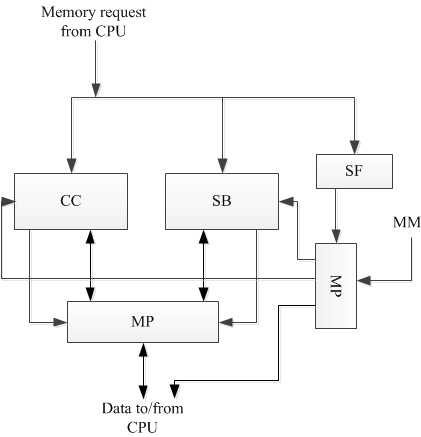 Memory request
from CPU
SF
CC
SB
MM
MP
MP
Data to/from
CPU